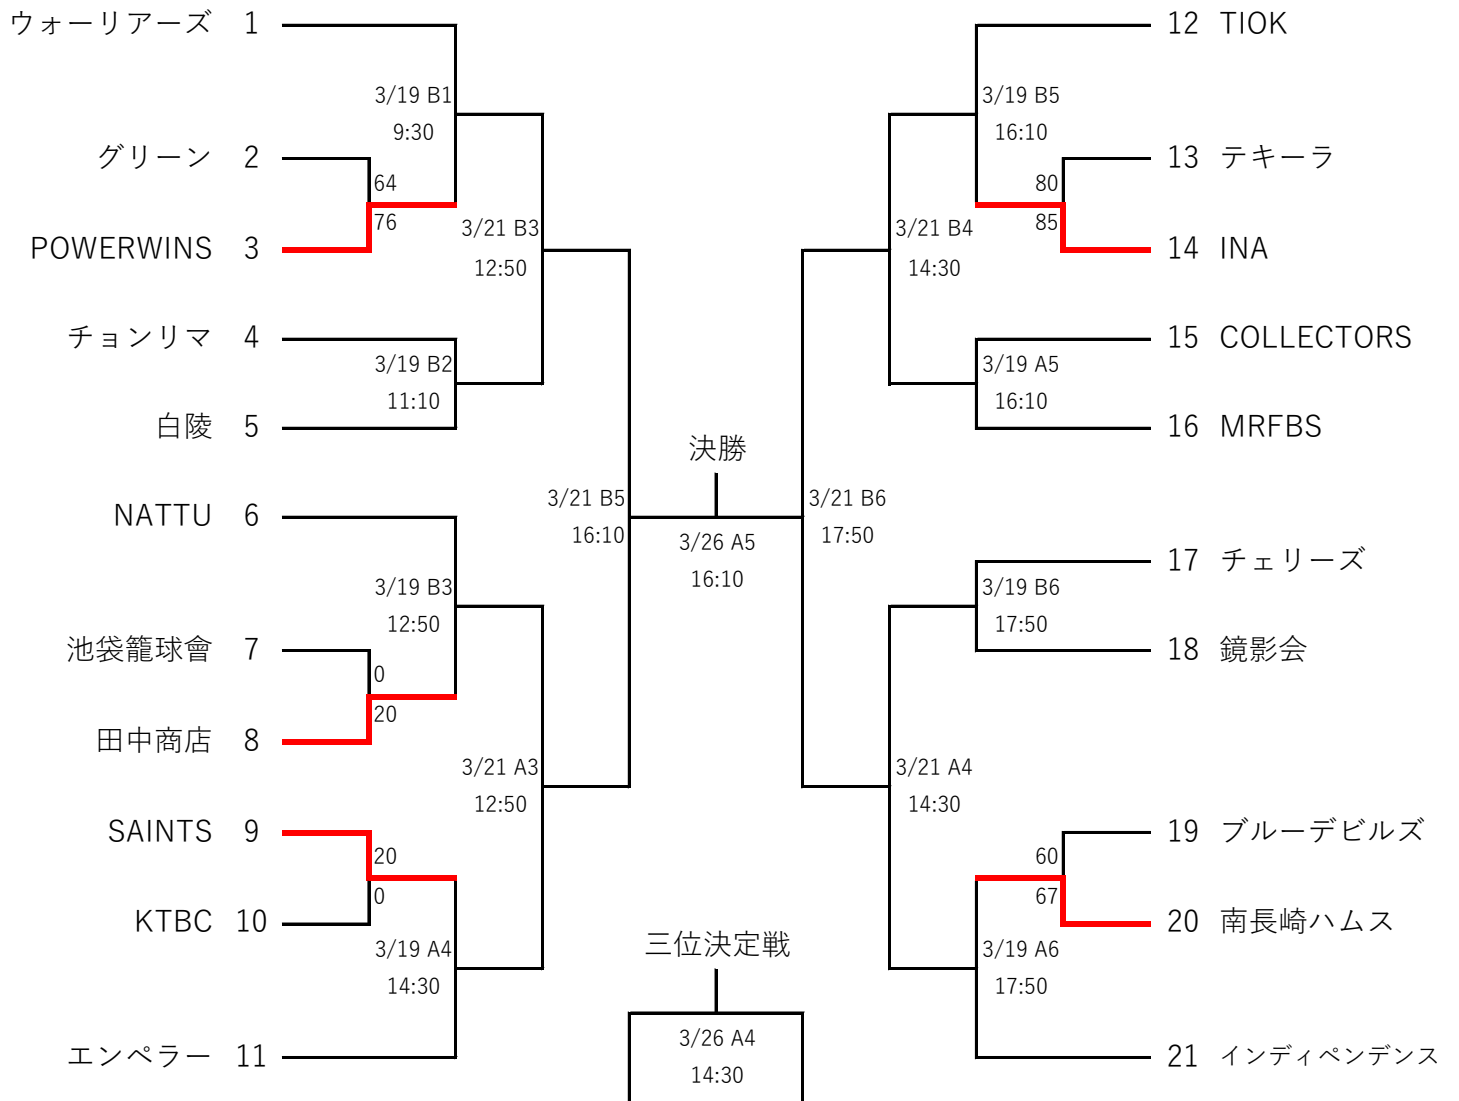 ウォーリアーズ 1
3/19 B1
9:30
グリーン 2
64
76
POWERWINS 3
3/21 B3
12:50
チョンリマ 4
3/19 B2
11:10
白陵 5
NATTU 6
3/21 B5
16:10
3/19 B3
12:50
池袋籠球會 7
0
20
田中商店 8
3/21 A3
12:50
SAINTS 9
20
0
KTBC 10
3/19 A4
14:30
エンペラー 11
決勝
3/26 A5
16:10
三位決定戦
3/26 A4
14:30
12 TIOK
3/19 B5
16:10
13 テキーラ
80
85
14 INA
3/21 B4
14:30
15 COLLECTORS
3/19 A5
16:10
16 MRFBS
3/21 B6
17:50
17 チェリーズ
3/19 B6
17:50
18 鏡影会
3/21 A4
14:30
19 ブルーデビルズ
60
67
20 南長崎ハムス
3/19 A6
17:50
21 インディペンデンス